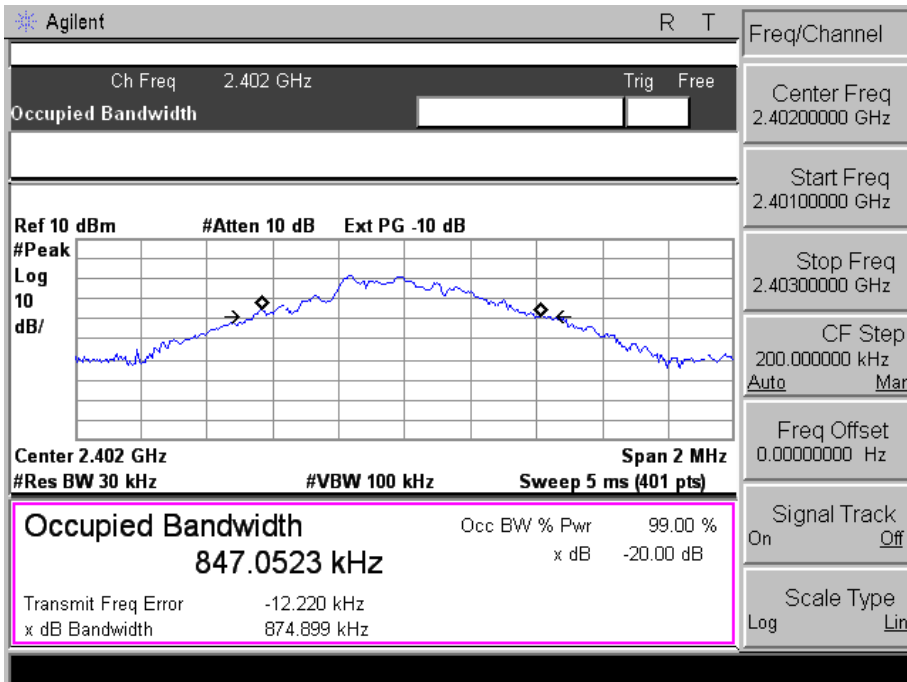 Agilent R T
Freq/Channel
Ch Freq 2.402 GHz Trig Free
Occupied Bandwidth
Center Freq
2.40200000 GHz
Start Freq
2.40100000 GHz
Stop Freq
2.40300000 GHz
CF Step
200.000000 kHz
Auto Man
Freq Offset
0.00000000 Hz
Signal Track
On Off
Scale Type
Log Lin
Ref 10 dBm #Atten 10 dB Ext PG -10 dB
#Peak
Log
10
dB/
Center 2.402 GHz Span 2 MHz
#Res BW 30 kHz #VBW 100 kHz Sweep 5 ms (401 pts)
Occupied Bandwidth Occ BW % Pwr 99.00 %
847.0523 kHz x dB -20.00 dB
Transmit Freq Error -12.220 kHz
x dB Bandwidth 874.899 kHz